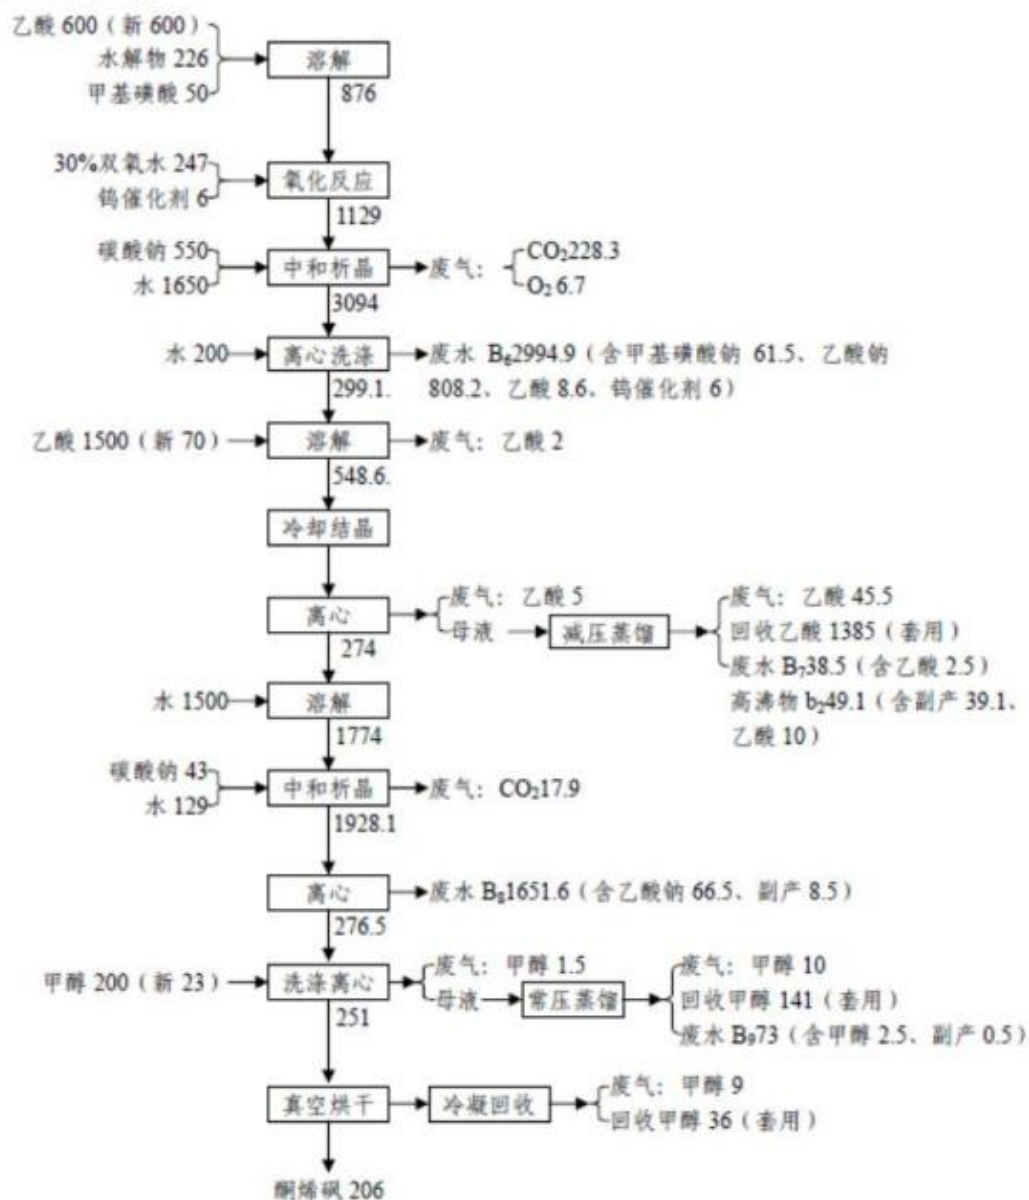 乙酸 600（新 600）
水解物 226
甲基磺酸 50
溶解
876
30%双氧水 247
钨催化剂 6
氧化反应
1129
碳酸钠 550
水 1650
中和析晶
废气：
CO₂228.3
O₂ 6.7
3094
水 200
离心洗涤
废水 B₆2994.9（含甲基磺酸钠 61.5、乙酸钠
808.2、乙酸 8.6、钨催化剂 6）
299.1.
乙酸 1500（新 70）
溶解
废气：乙酸 2
548.6.
冷却结晶
离心
废气：乙酸 5
母液
减压蒸馏
废气：乙酸 45.5
回收乙酸 1385（套用）
废水 B₇38.5（含乙酸 2.5）
高沸物 b₂49.1（含副产 39.1、
乙酸 10）
274
水 1500
溶解
1774
碳酸钠 43
水 129
中和析晶
废气：CO₂17.9
1928.1
离心
废水 B₈1651.6（含乙酸钠 66.5、副产 8.5）
276.5
甲醇 200（新 23）
洗涤离心
废气：甲醇 1.5
母液
常压蒸馏
废气：甲醇 10
回收甲醇 141（套用）
废水 B₉73（含甲醇 2.5、副产 0.5）
251
真空烘干
冷凝回收
废气：甲醇 9
回收甲醇 36（套用）
酮烯砜 206